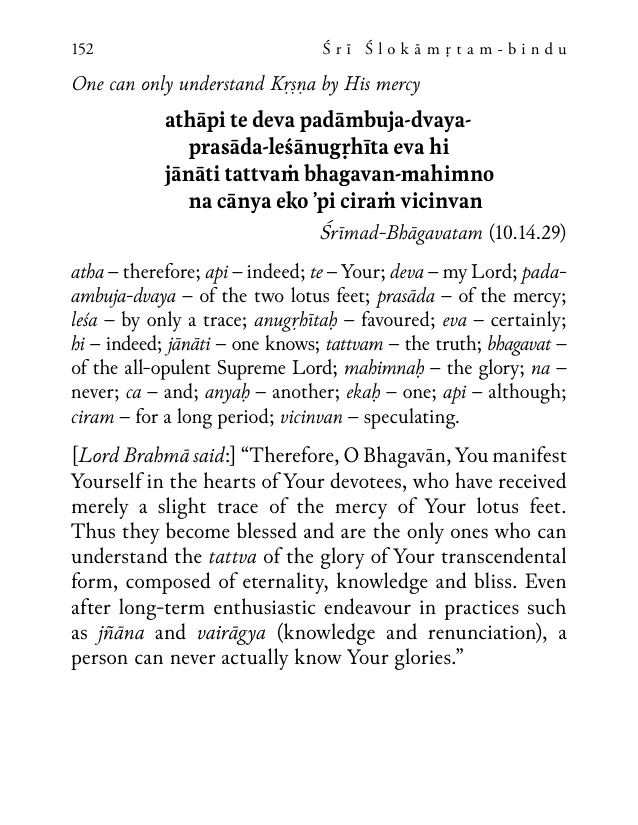 152 Śrī Ślokāmṛtam-bindu
One can only understand Kṛṣṇa by His mercy
athāpi te deva padāmbuja-dvaya-
prasāda-leśānugṛhīta eva hi
jānāti tattvaṁ bhagavan-mahimno
na cānya eko ’pi ciraṁ vicinvan
Śrīmad-Bhāgavatam (10.14.29)
atha – therefore; api – indeed; te – Your; deva – my Lord; pada-
ambuja-dvaya – of the two lotus feet; prasāda – of the mercy;
leśa – by only a trace; anugṛhītaḥ – favoured; eva – certainly;
hi – indeed; jānāti – one knows; tattvam – the truth; bhagavat –
of the all-opulent Supreme Lord; mahimnaḥ – the glory; na –
never; ca – and; anyaḥ – another; ekaḥ – one; api – although;
ciram – for a long period; vicinvan – speculating.
[Lord Brahmā said:] “Therefore, O Bhagavān, You manifest
Yourself in the hearts of Your devotees, who have received
merely a slight trace of the mercy of Your lotus feet.
Thus they become blessed and are the only ones who can
understand the tattva of the glory of Your transcendental
form, composed of eternality, knowledge and bliss. Even
after long-term enthusiastic endeavour in practices such
as jñāna and vairāgya (knowledge and renunciation), a
person can never actually know Your glories.”